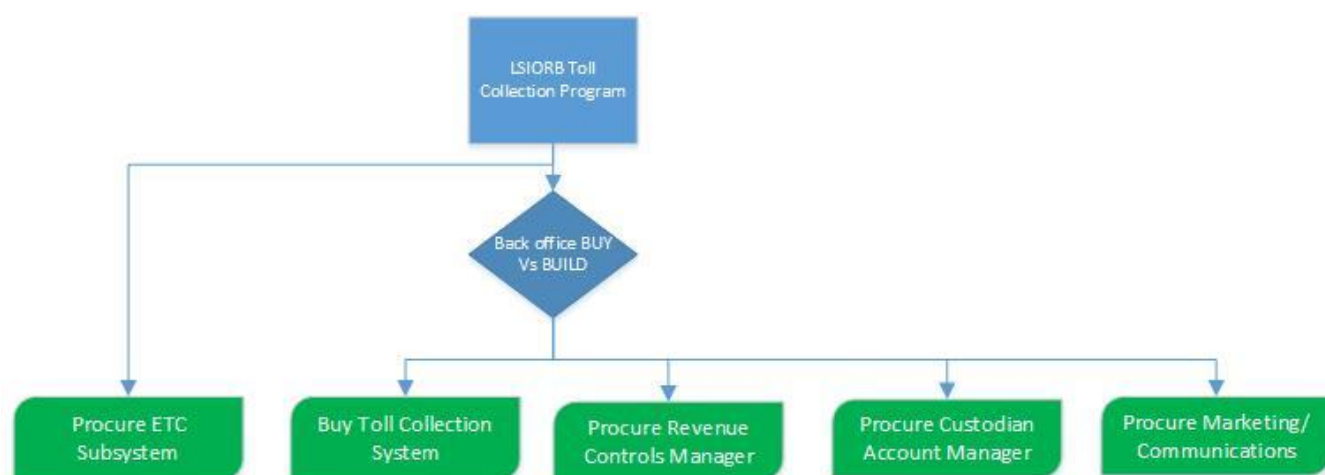 LSIORB Toll
Collection Program
Back office BUY
Vs BUILD
Procure ETC
Subsystem
Buy Toll Collection
System
Procure Revenue
Controls Manager
Procure Custodian
Account Manager
Procure Marketing/
Communications